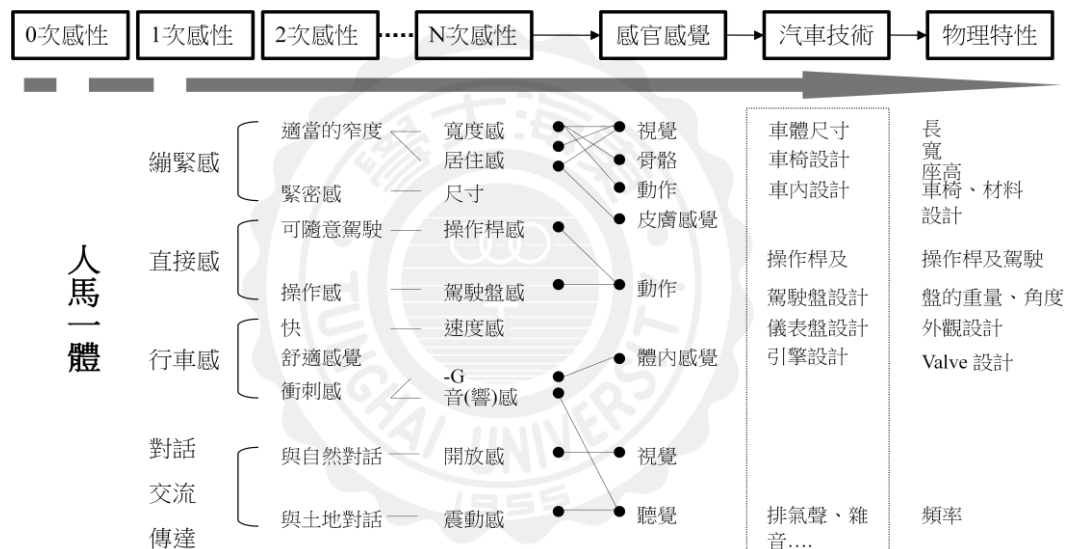 0次感性 1次感性 2次感性 N次感性 感官感覺 汽車技術 物理特性
適當的窄度 寬度感 視覺 車體尺寸 長
寬
繃緊感 居住感 骨骼 車椅設計 座高
緊密感 尺寸 動作 車內設計 車椅、材料
皮膚感覺 設計
可隨意駕駛 操作桿感
人馬一體
直接感 操作桿及 操作桿及駕駛
操作感 駕駛盤感 動作 駕駛盤設計 盤的重量、角度
快 速度感 儀表盤設計 外觀設計
行車感 舒適感覺 體內感覺 引擎設計 Valve 設計
-G
衝刺感 音(響)感
對話
與自然對話 開放感 視覺
交流
與土地對話 震動感 聽覺 排氣聲、雜 頻率
傳達 音....
TUNGHAI UNIVERSITY
1955